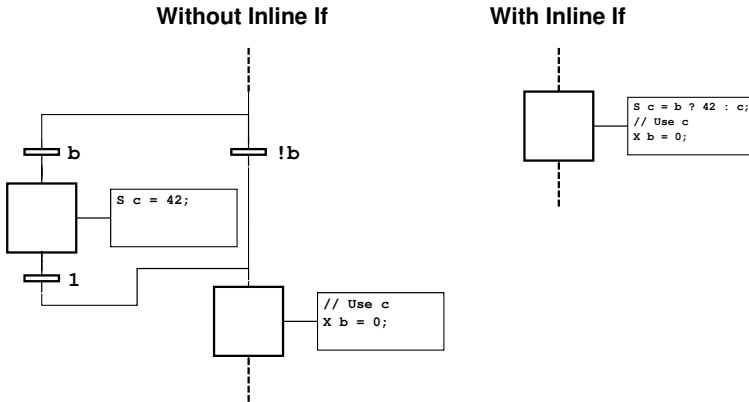 Without Inline If
With Inline If
b
!b
S c = 42;
1
// Use c
X b = 0;
S c = b ? 42 : c;
// Use c
X b = 0;